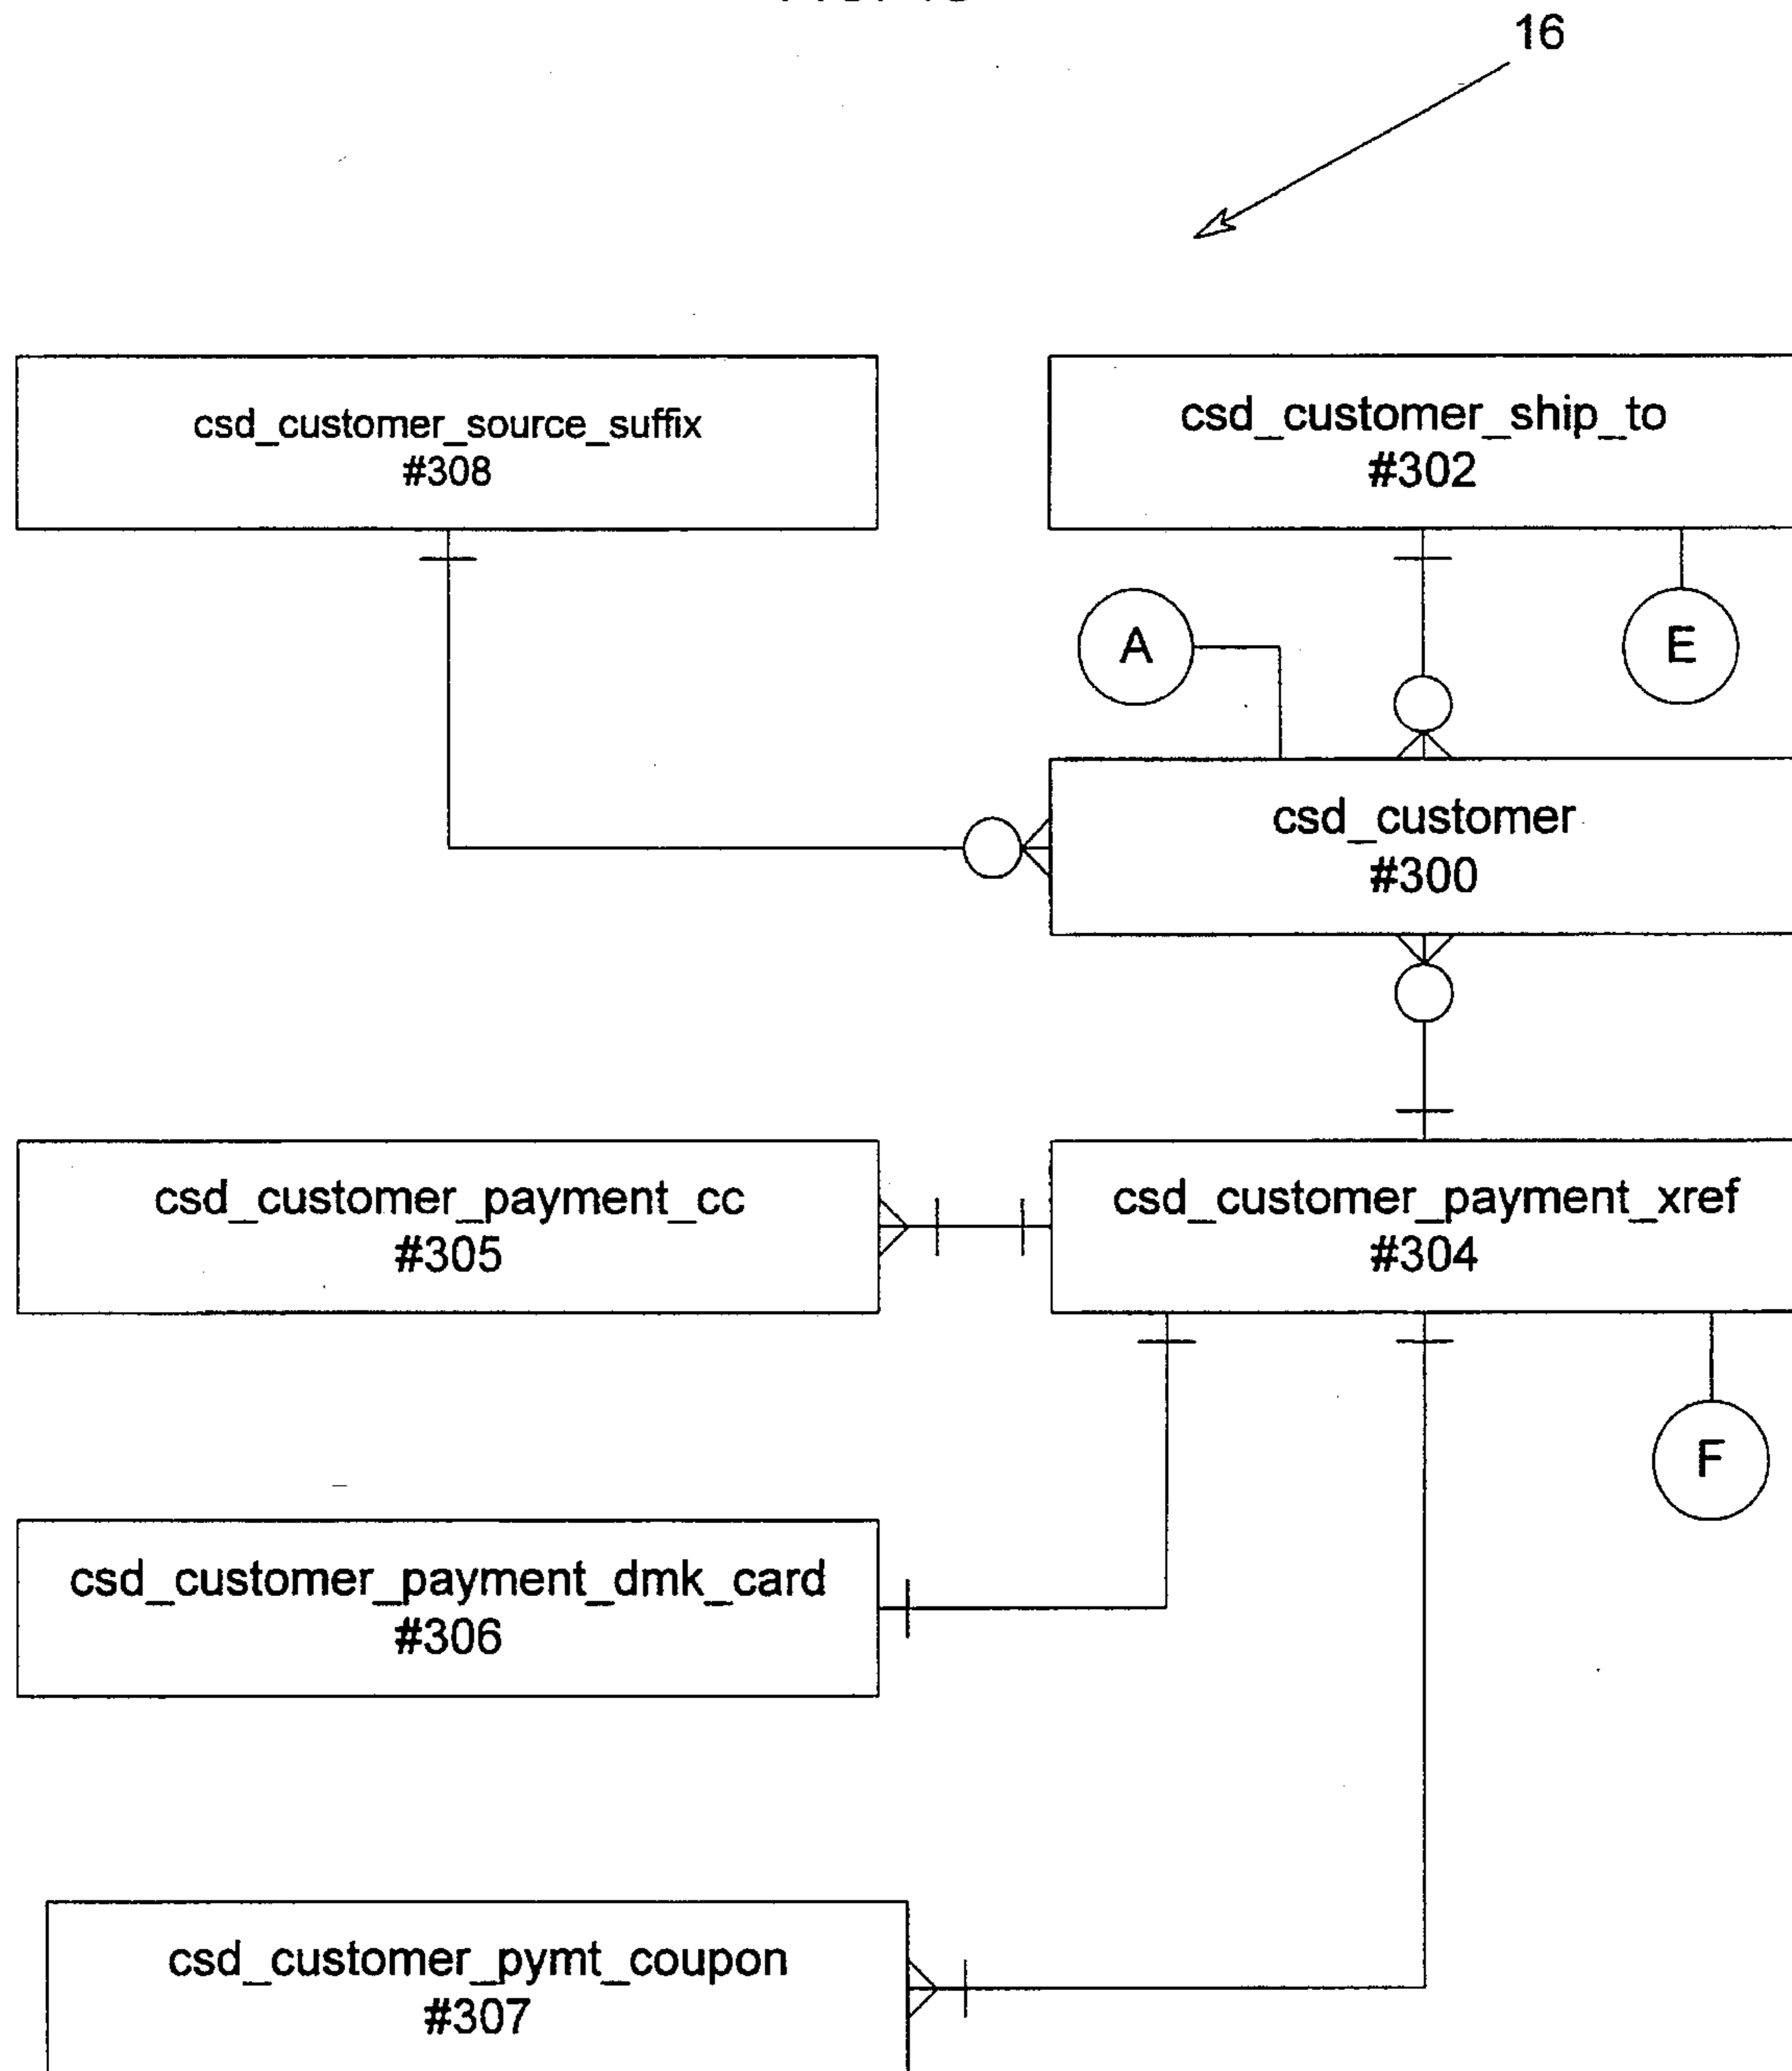 16
csd_customer_source_suffix
#308
csd_customer_ship_to
#302
A
E
csd_customer
#300
csd_customer_payment_cc
#305
csd_customer_payment_xref
#304
F
csd_customer_payment_dmk_card
#306
csd_customer_pymt_coupon
#307